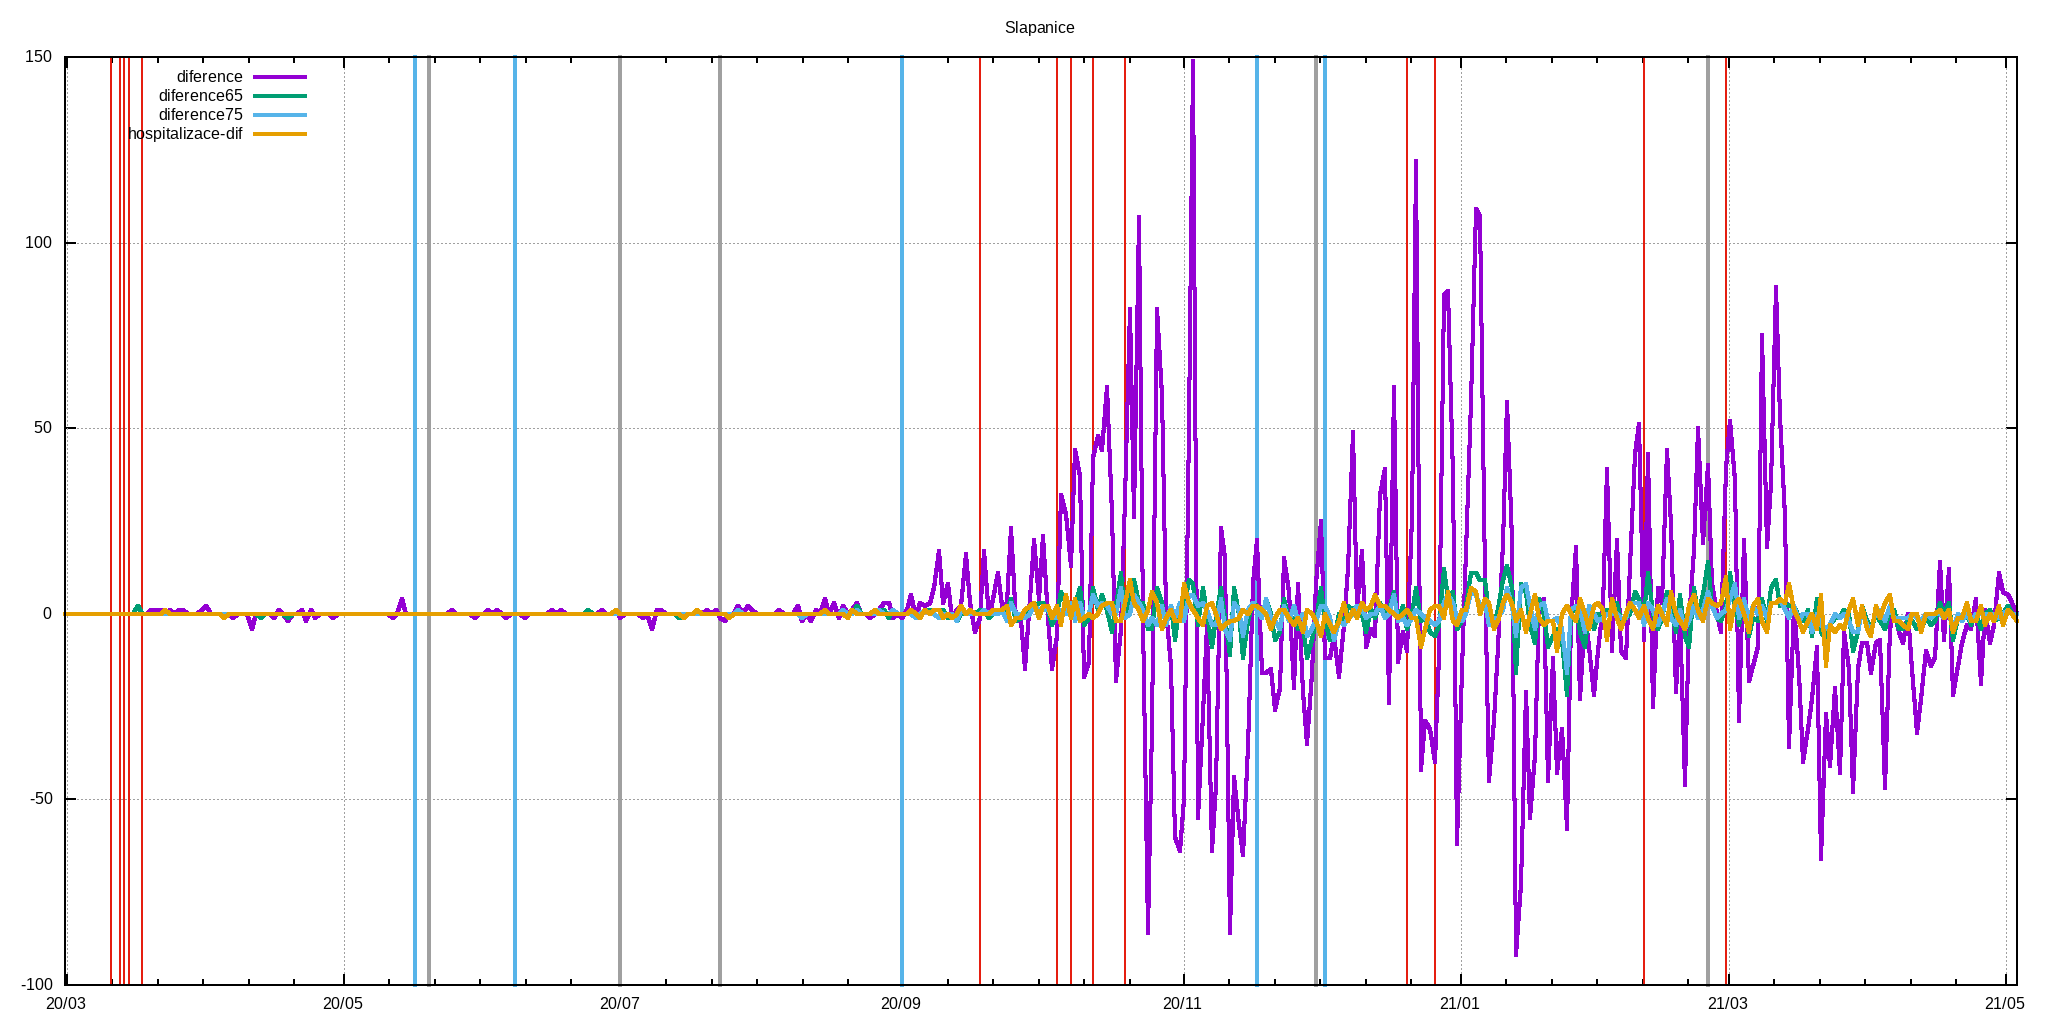 Slapanice
150
100
50
0
-50
-100
diference
diference65
diference75
hospitalizace-dif
20/03 20/05 20/07 20/09 20/11 21/01 21/03 21/05